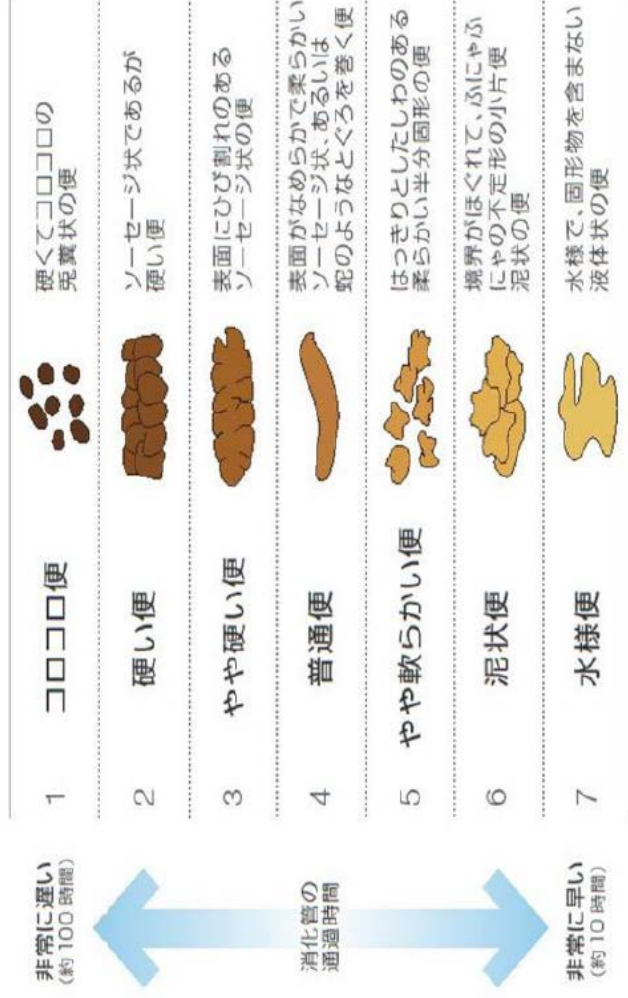 非常に遅い
(約 100 時間)
消化管の
通過時間
非常に早い
(約 10 時間)
1 コロコロ便
硬くてコロコロの
兎糞状の便
2 硬い便
ソーセージ状であるが
硬い便
3 やや硬い便
表面にひび割れのある
ソーセージ状の便
4 普通便
表面がなめらかで柔らかい
ソーセージ状、あるいは
蛇のようなとぐろを巻く便
5 やや軟らかい便
はっきりとしたしわのある
柔らかい半分固形の便
6 泥状便
境界がほぐれて、ふにゃふ
にゃの不定形の小片便
泥状の便
7 水様便
水様で、固形物を含まない
液体状の便